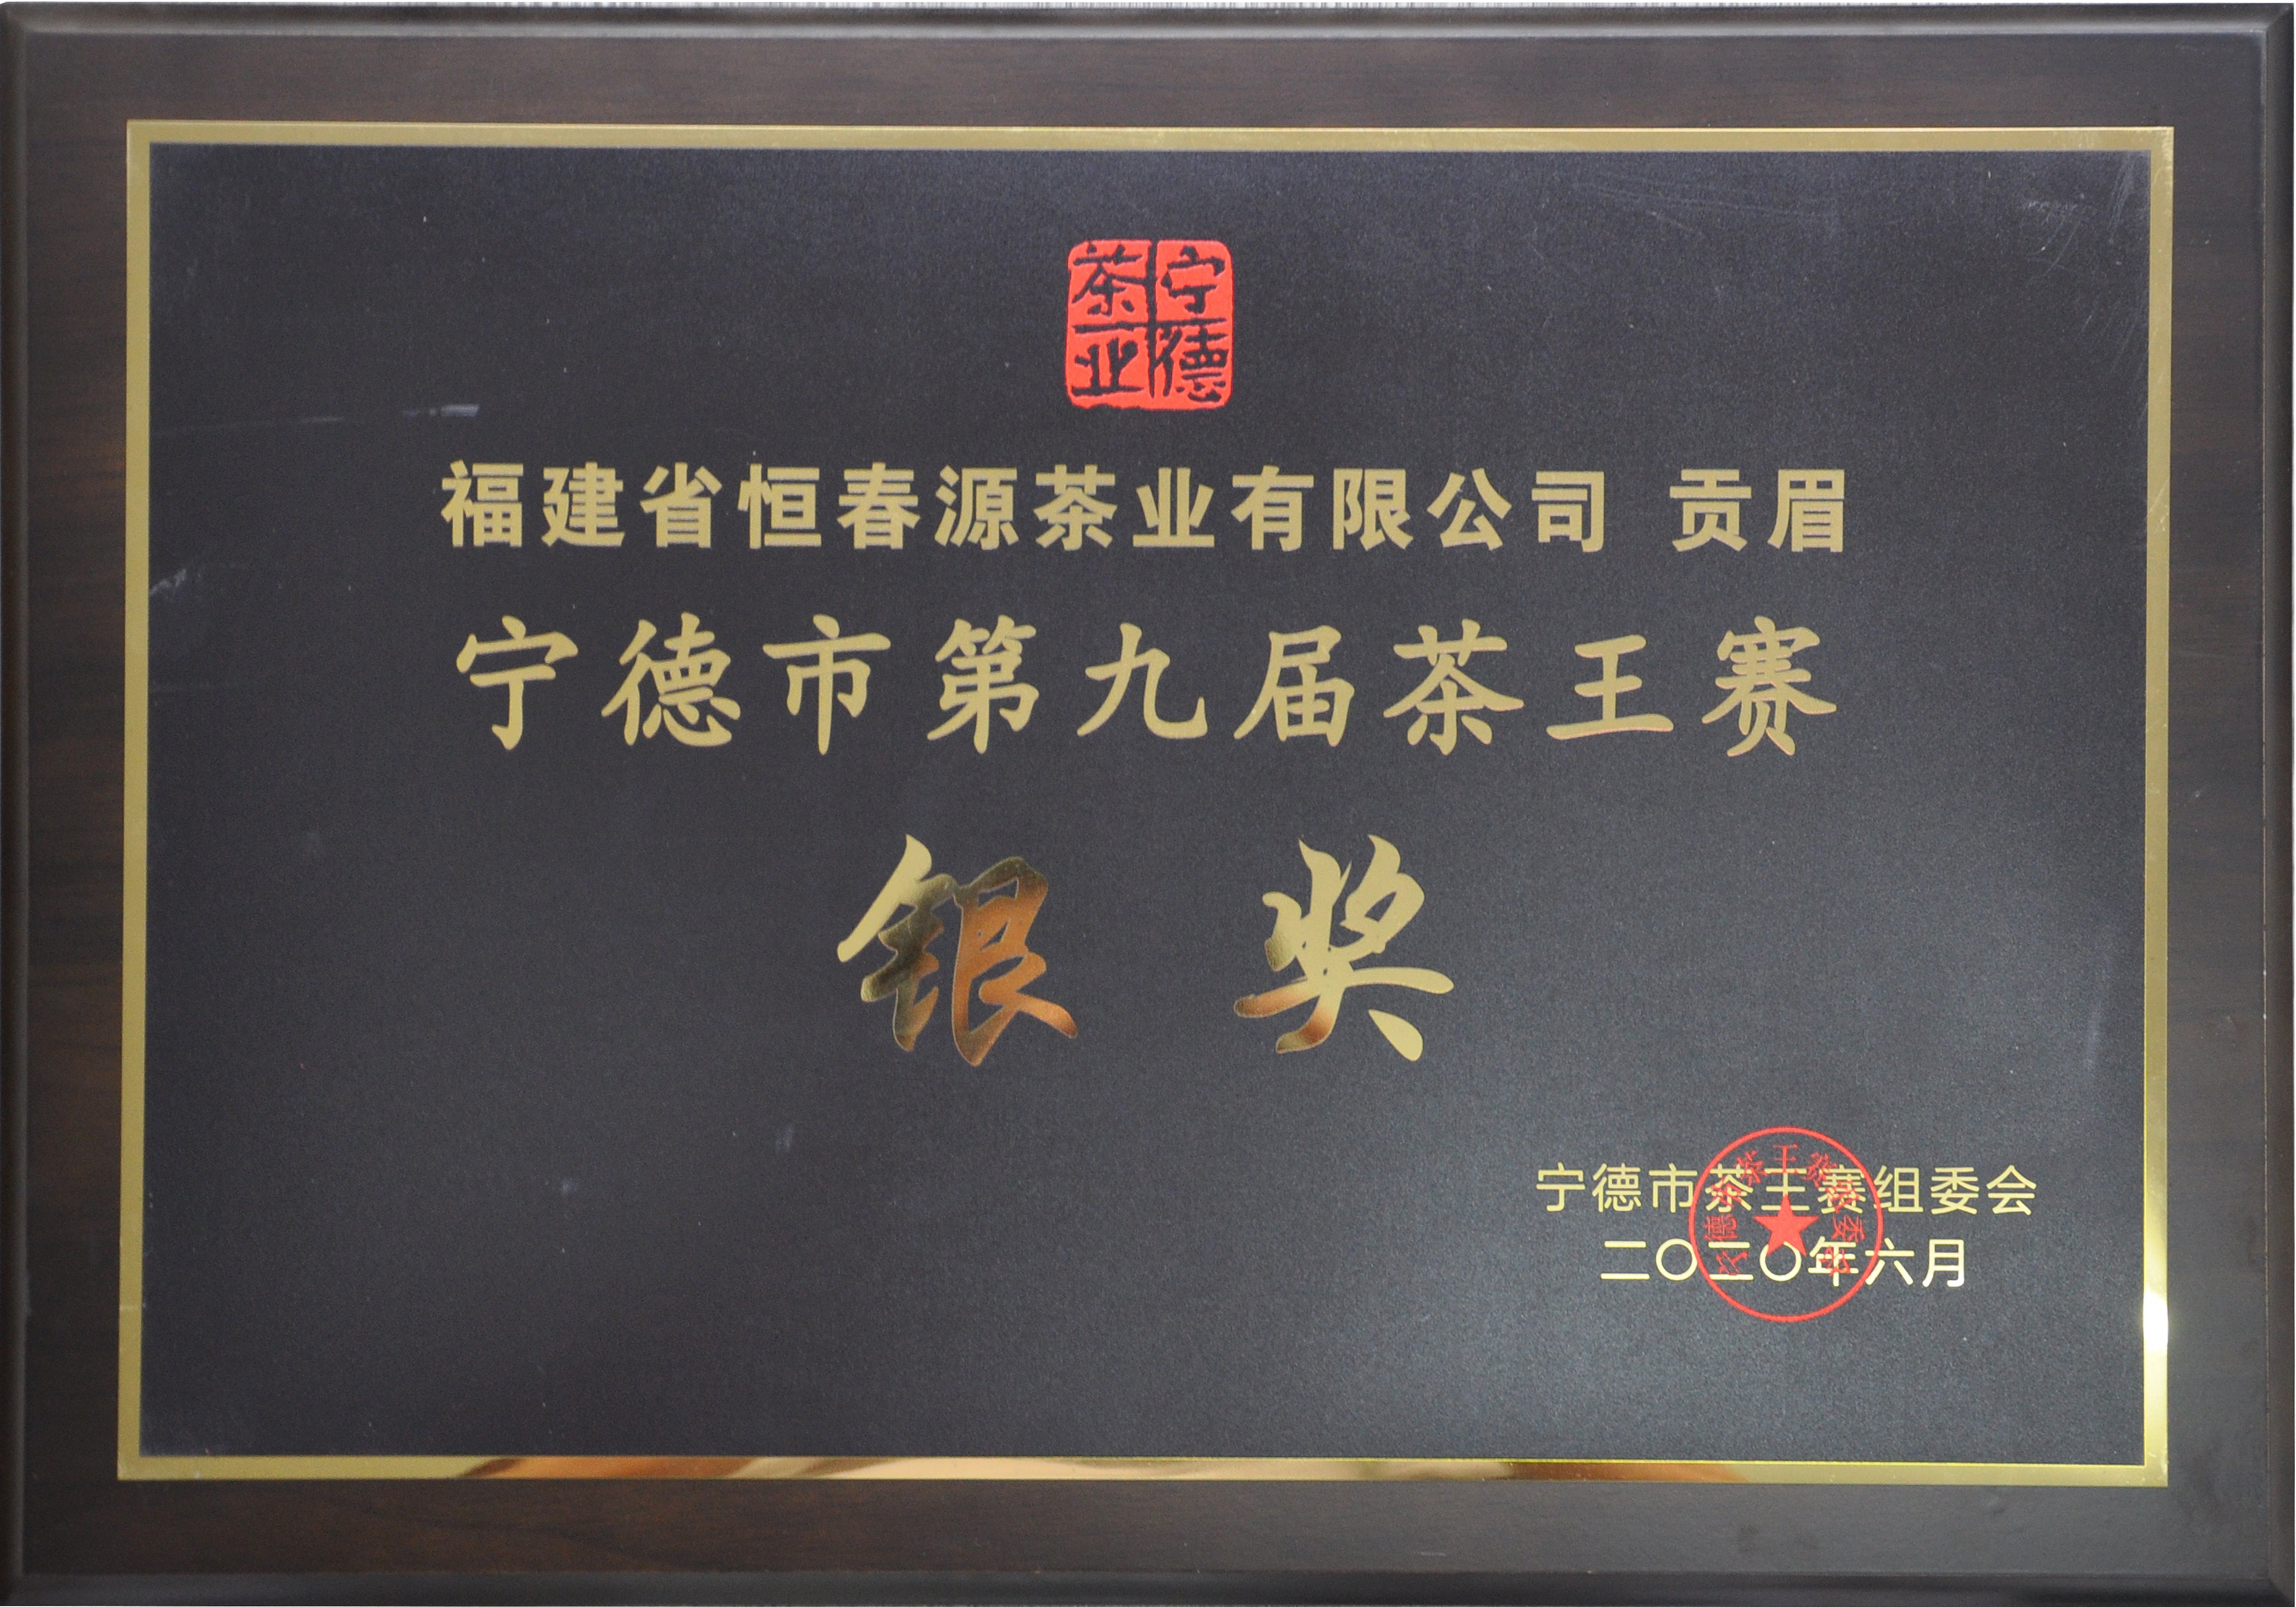 宁德茶业
福建省恒春源茶业有限公司 贡眉
宁德市第九届茶王赛
银奖
宁德市茶王赛组委会
二〇二〇年六月